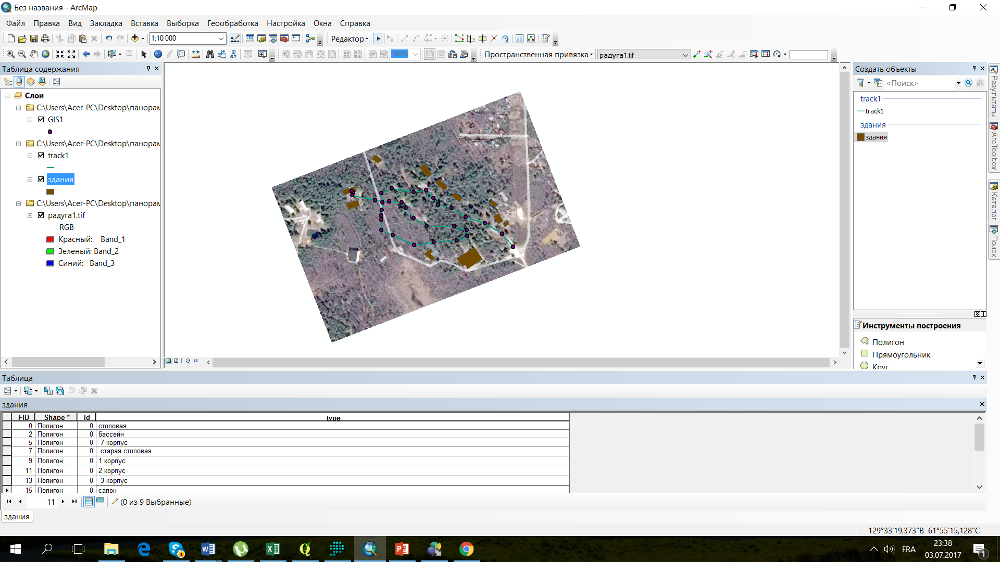 Без названия - ArcMap
Файл Правка Вид Закладка Вставка Выборка Геообработка Настройка Окна Справка
1:10 000 Редактор
100% Пространственная привязка радуга1.tif
Таблица содержания
Слои
C:\Users\Acer-PC\Desktop\панорам
GIS1
C:\Users\Acer-PC\Desktop\панорам
track1
здания
C:\Users\Acer-PC\Desktop\панорам
радуга1.tif
RGB
Красный: Band_1
Зеленый: Band_2
Синий: Band_3
Создать объекты
<Поиск>
track1
track1
здания
здания
Инструменты построения
Полигон
Прямоугольник
Круг
Результаты
ArcToolbox
Каталог
Поиск
Таблица
здания
FID Shape * Id type
0 Полигон 0 столовая
2 Полигон 0 бассейн
5 Полигон 0 7 корпус
7 Полигон 0 старая столовая
9 Полигон 0 1 корпус
11 Полигон 0 2 корпус
13 Полигон 0 3 корпус
15 Полигон 0 салон
11 (0 из 9 Выбранные)
здания
129°33'19,373"В 61°55'15,128"С
4
FRA
23:38
03.07.2017
1